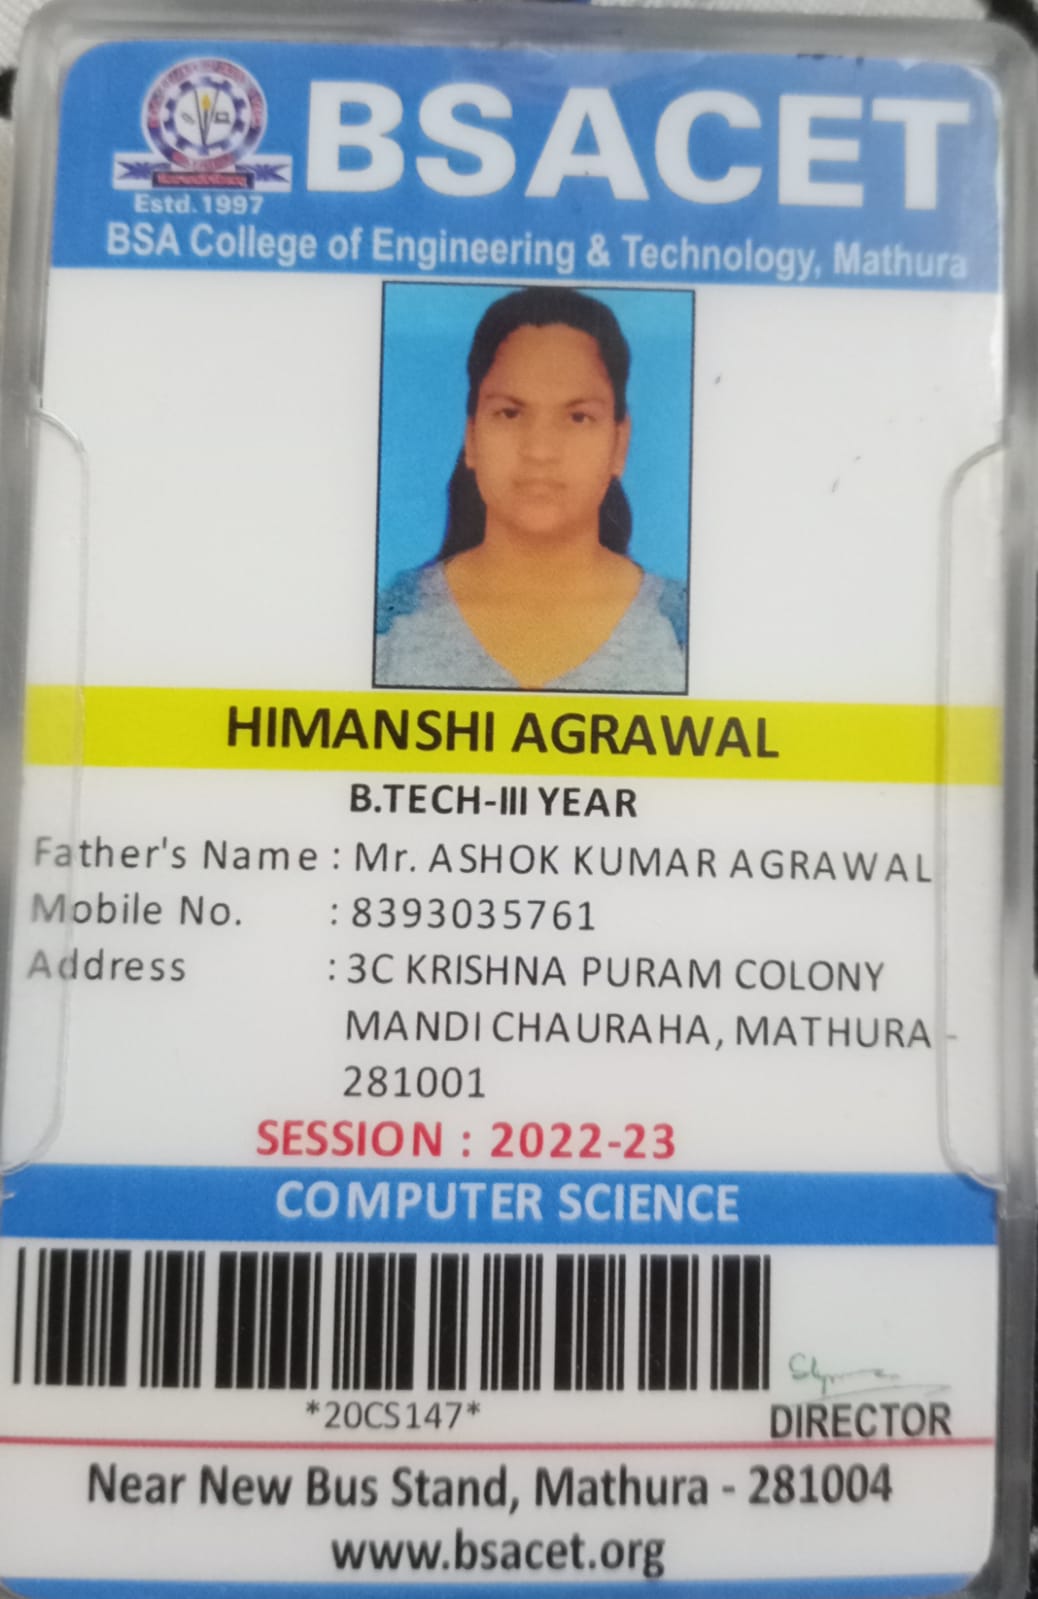 BSACET
Estd.1997
BSA College of Engineering & Technology, Mathura
HIMANSHI AGRAWAL
B.TECH-III YEAR
Father's Name : Mr. ASHOK KUMAR AGRAWAL
Mobile No. : 8393035761
Address : 3C KRISHNA PURAM COLONY
MANDI CHAURAHA, MATHURA -
281001
SESSION : 2022-23
COMPUTER SCIENCE
*20CS147*
DIRECTOR
Near New Bus Stand, Mathura - 281004
www.bsacet.org